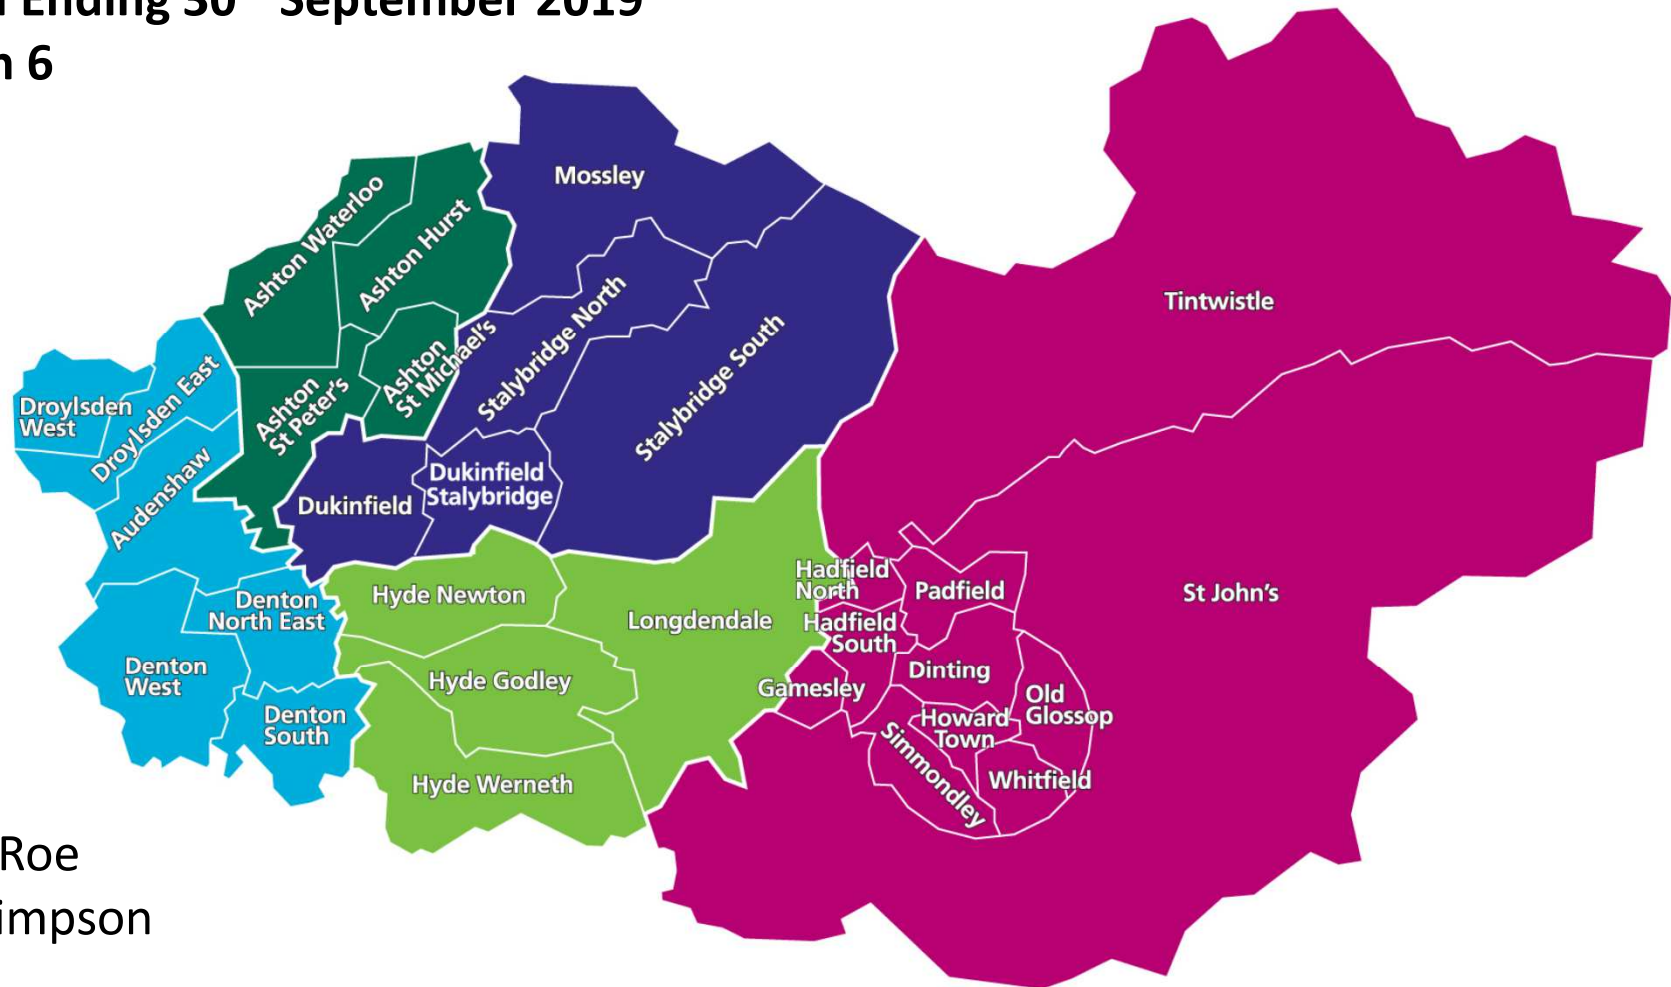 Ending 30 September 2019
6
Mossley
Ashton Waterloo
Ashton Hurst
Tintwistle
Stalybridge North
Ashton
St Michael's
Stalybridge South
Droylsden
West
Droylsden East
Ashton
St Peter's
Audenshaw
Dukinfield
Dukinfield
Stalybridge
Hadfield
North
Padfield
St John's
Hyde Newton
Denton
North East
Longdendale
Hadfield
South
Denton
West
Hyde Godley
Gamesley
Dinting
Old
Glossop
Denton
South
Howard
Town
Simmondley
Whitfield
Hyde Werneth
Roe
impson